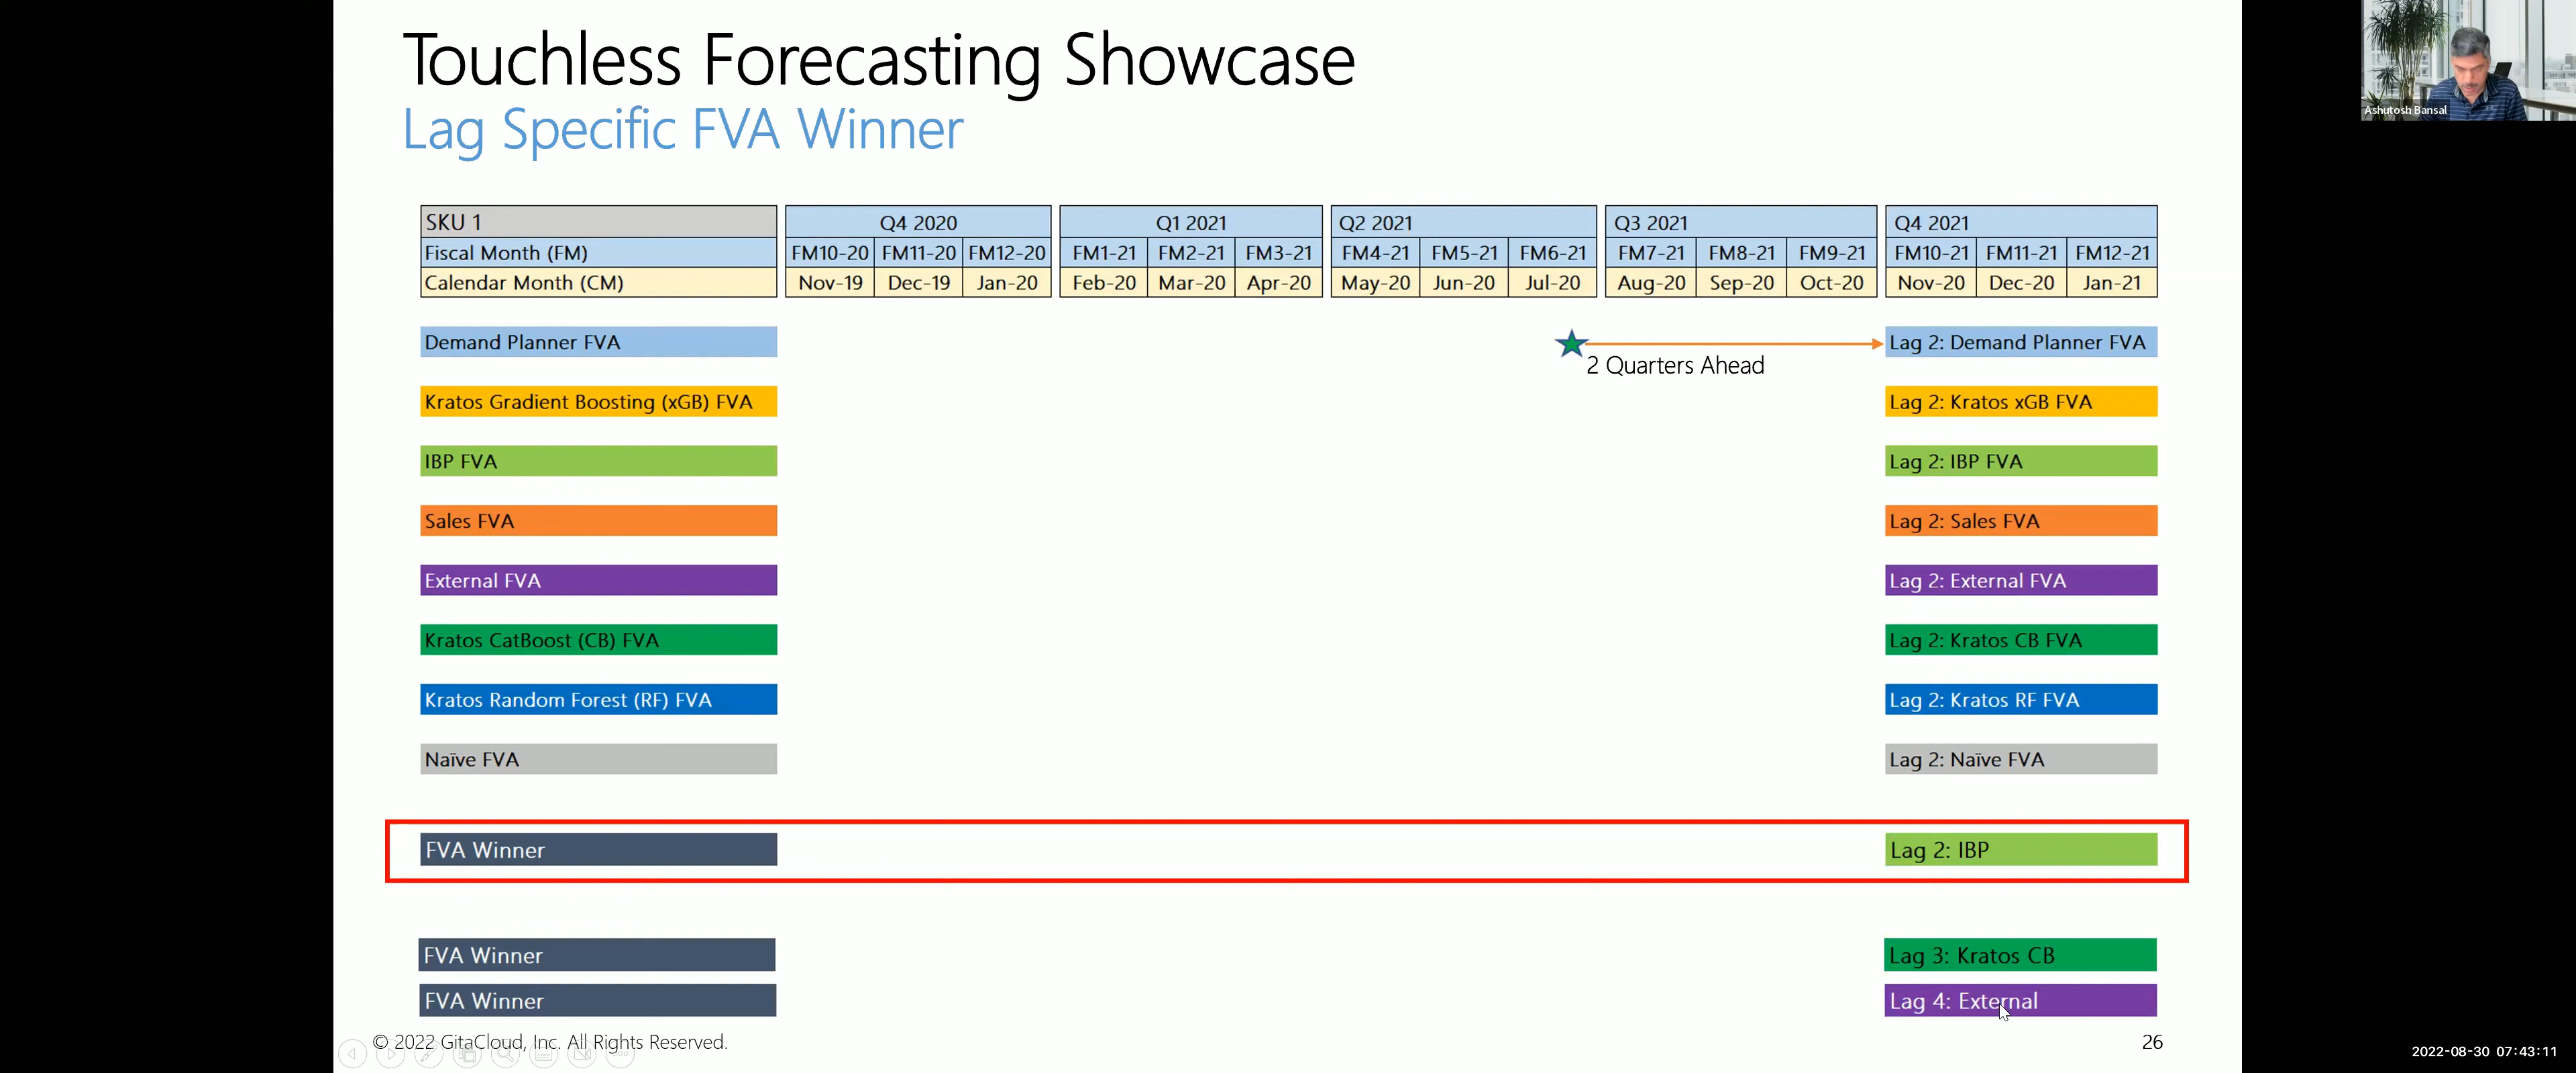 Touchless Forecasting Showcase
Lag Specific FVA Winner
Ashutosh Bansal
SKU 1 Q4 2020 Q1 2021 Q2 2021 Q3 2021 Q4 2021
Fiscal Month (FM) FM10-20 FM11-20 FM12-20 FM1-21 FM2-21 FM3-21 FM4-21 FM5-21 FM6-21 FM7-21 FM8-21 FM9-21 FM10-21 FM11-21 FM12-21
Calendar Month (CM) Nov-19 Dec-19 Jan-20 Feb-20 Mar-20 Apr-20 May-20 Jun-20 Jul-20 Aug-20 Sep-20 Oct-20 Nov-20 Dec-20 Jan-21
Demand Planner FVA Lag 2: Demand Planner FVA
2 Quarters Ahead
Kratos Gradient Boosting (xGB) FVA Lag 2: Kratos xGB FVA
IBP FVA Lag 2: IBP FVA
Sales FVA Lag 2: Sales FVA
External FVA Lag 2: External FVA
Kratos CatBoost (CB) FVA Lag 2: Kratos CB FVA
Kratos Random Forest (RF) FVA Lag 2: Kratos RF FVA
Naïve FVA Lag 2: Naïve FVA
FVA Winner Lag 2: IBP
FVA Winner Lag 3: Kratos CB
FVA Winner Lag 4: External
© 2022 GitaCloud, Inc. All Rights Reserved. 26
2022-08-30 07:43:11